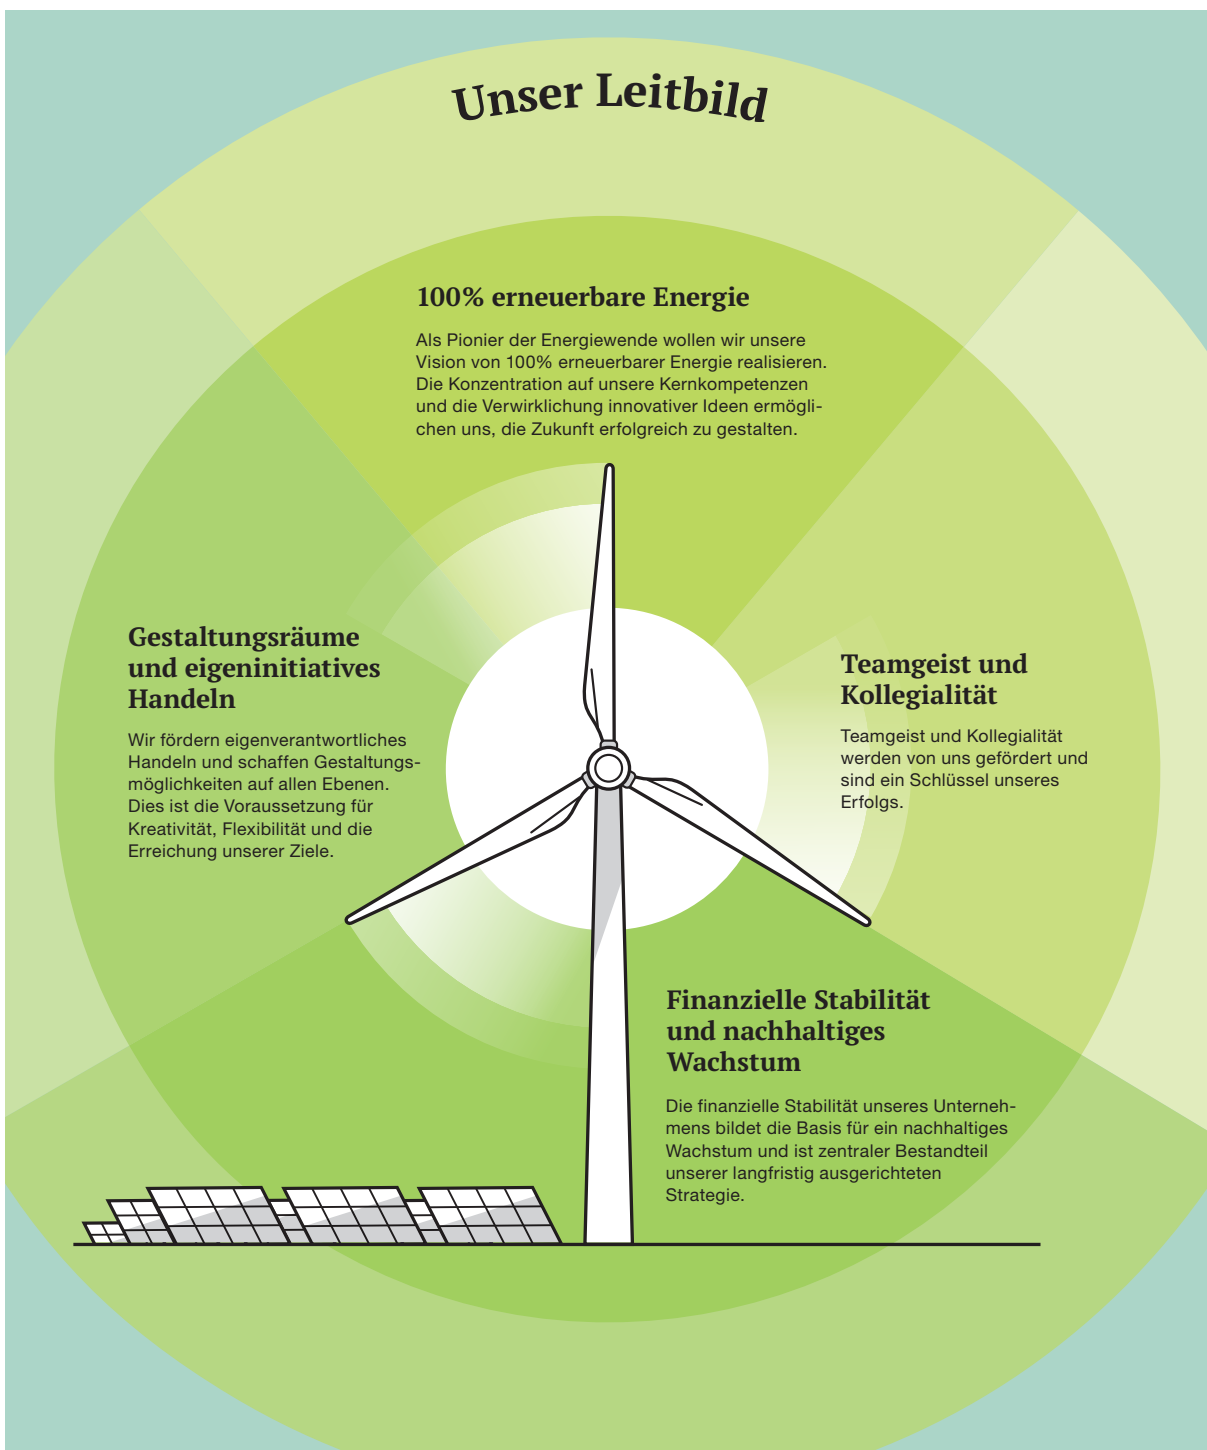 Unser Leitbild
100% erneuerbare Energie
Als Pionier der Energiewende wollen wir unsere
Vision von 100% erneuerbarer Energie realisieren.
Die Konzentration auf unsere Kernkompetenzen
und die Verwirklichung innovativer Ideen ermögli-
chen uns, die Zukunft erfolgreich zu gestalten.
Gestaltungsräume
und eigeninitiatives
Handeln
Wir fördern eigenverantwortliches
Handeln und schaffen Gestaltungs-
möglichkeiten auf allen Ebenen.
Dies ist die Voraussetzung für
Kreativität, Flexibilität und die
Erreichung unserer Ziele.
Teamgeist und
Kollegialität
Teamgeist und Kollegialität
werden von uns gefördert und
sind ein Schlüssel unseres
Erfolgs.
Finanzielle Stabilität
und nachhaltiges
Wachstum
Die finanzielle Stabilität unseres Unterneh-
mens bildet die Basis für ein nachhaltiges
Wachstum und ist zentraler Bestandteil
unserer langfristig ausgerichteten
Strategie.